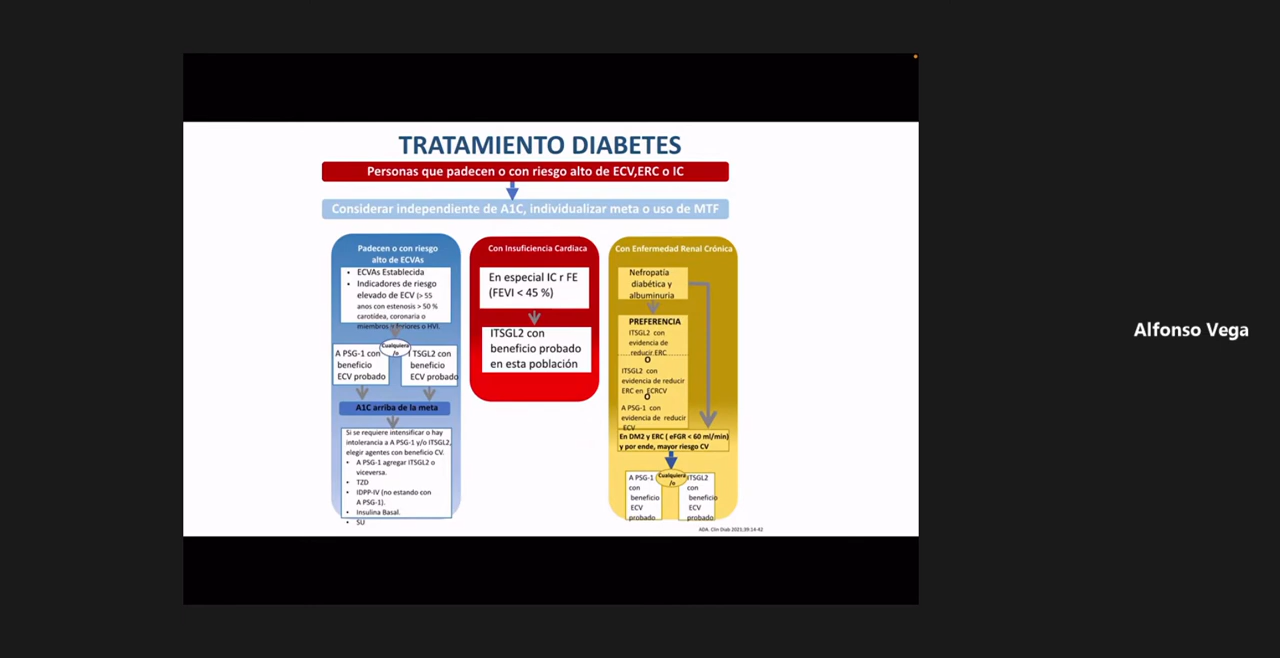 TRATAMIENTO DIABETES
Personas que padecen o con riesgo alto de ECV,ERC o IC
Considerar independiente de A1C, individualizar meta o uso de MTF
Padecen o con riesgo
alto de ECVAs
• ECVAs Establecida
• Indicadores de riesgo
elevado de ECV (> 55
anos con estenosis > 50 %
carotídea, coronaria o
miembros inferiores o HVI.
Cualquiera
/o
A PSG-1 con
beneficio
ECV probado
ITSGL2 con
beneficio
ECV probado
A1C arriba de la meta
Si se requiere intensificar o hay
intolerancia a A PSG-1 y/o ITSGL2,
elegir agentes con beneficio CV.
• A PSG-1 agregar ITSGL2 o
viceversa.
• TZD
• IDPP-IV (no estando con
A PSG-1).
• Insulina Basal.
• SU
Con Insuficiencia Cardiaca
En especial IC r FE
(FEVI < 45 %)
ITSGL2 con
beneficio probado
en esta población
Con Enfermedad Renal Crónica
Nefropatía
diabética y
albuminuria
PREFERENCIA
ITSGL2 con
evidencia de
reducir ERC
O
ITSGL2 con
evidencia de reducir
ERC en ECRCV
O
A PSG-1 con
evidencia de reducir
ECV
En DM2 y ERC ( eFGR < 60 ml/min)
y por ende, mayor riesgo CV
Cualquiera
/o
A PSG-1
con
beneficio
ECV
probado
ITSGL2
con
beneficio
ECV
probado
ADA. Clin Diab 2021;39:14-42
Alfonso Vega